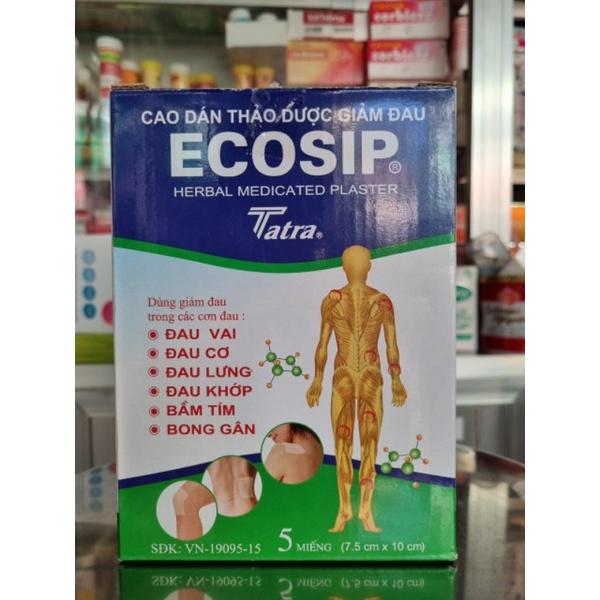 CAO DÁN THẢO DƯỢC GIẢM ĐAU
ECOSIP®
HERBAL MEDICATED PLASTER
Tatra®
Dùng giảm đau
trong các cơn đau :
ĐAU VAI
ĐAU CƠ
ĐAU LƯNG
ĐAU KHỚP
BẦM TÍM
BONG GÂN
SĐK: VN-19095-15
5 MIẾNG (7.5 cm x 10 cm)